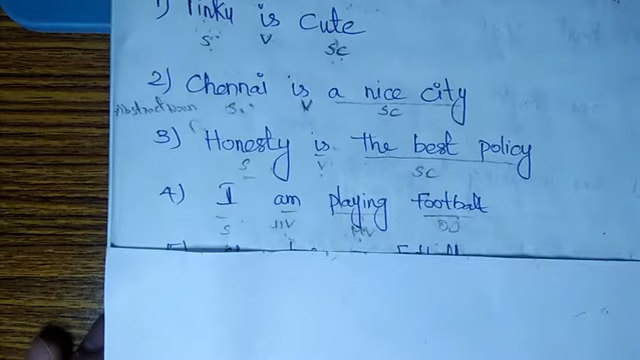 1) Pinky is cute
S V SC
2) Chennai is a nice city
Abstract Noun S V SC
3) Honesty is the best policy
S V SC
4) I am playing Football
S HV MV DO